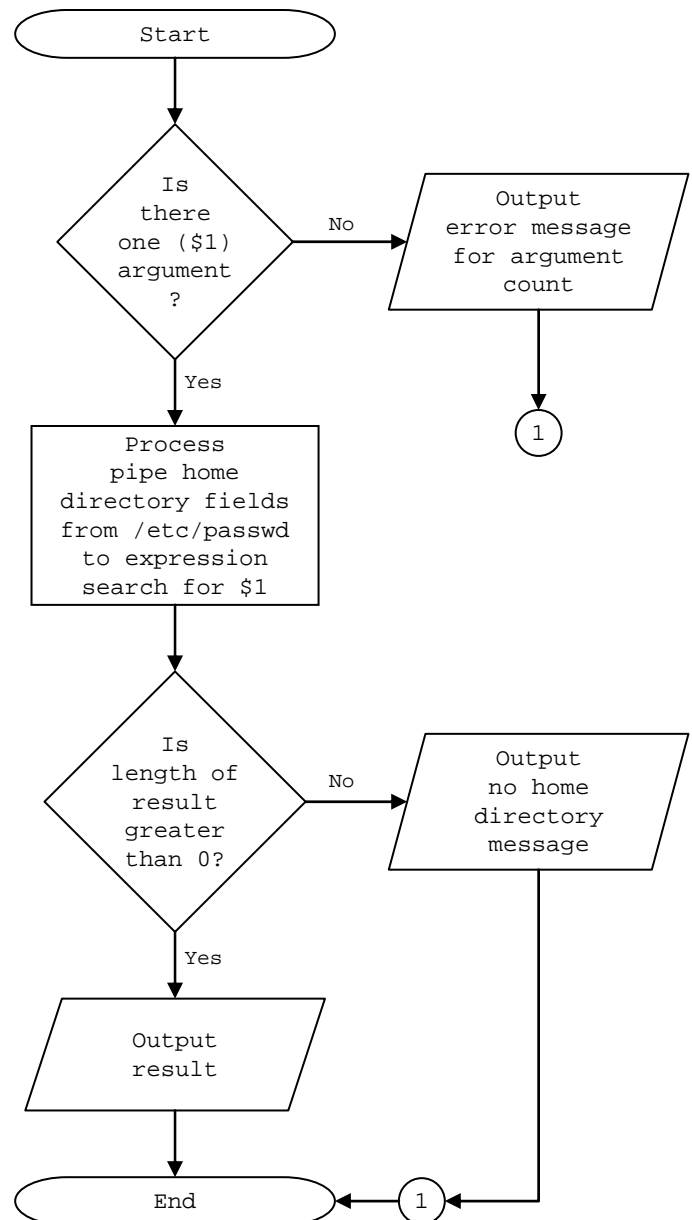 Start
Is
there
one ($1)
argument
?
No
Output
error message
for argument
count
1
Yes
Process
pipe home
directory fields
from /etc/passwd
to expression
search for $1
Is
length of
result
greater
than 0?
No
Output
no home
directory
message
Yes
Output
result
End
1